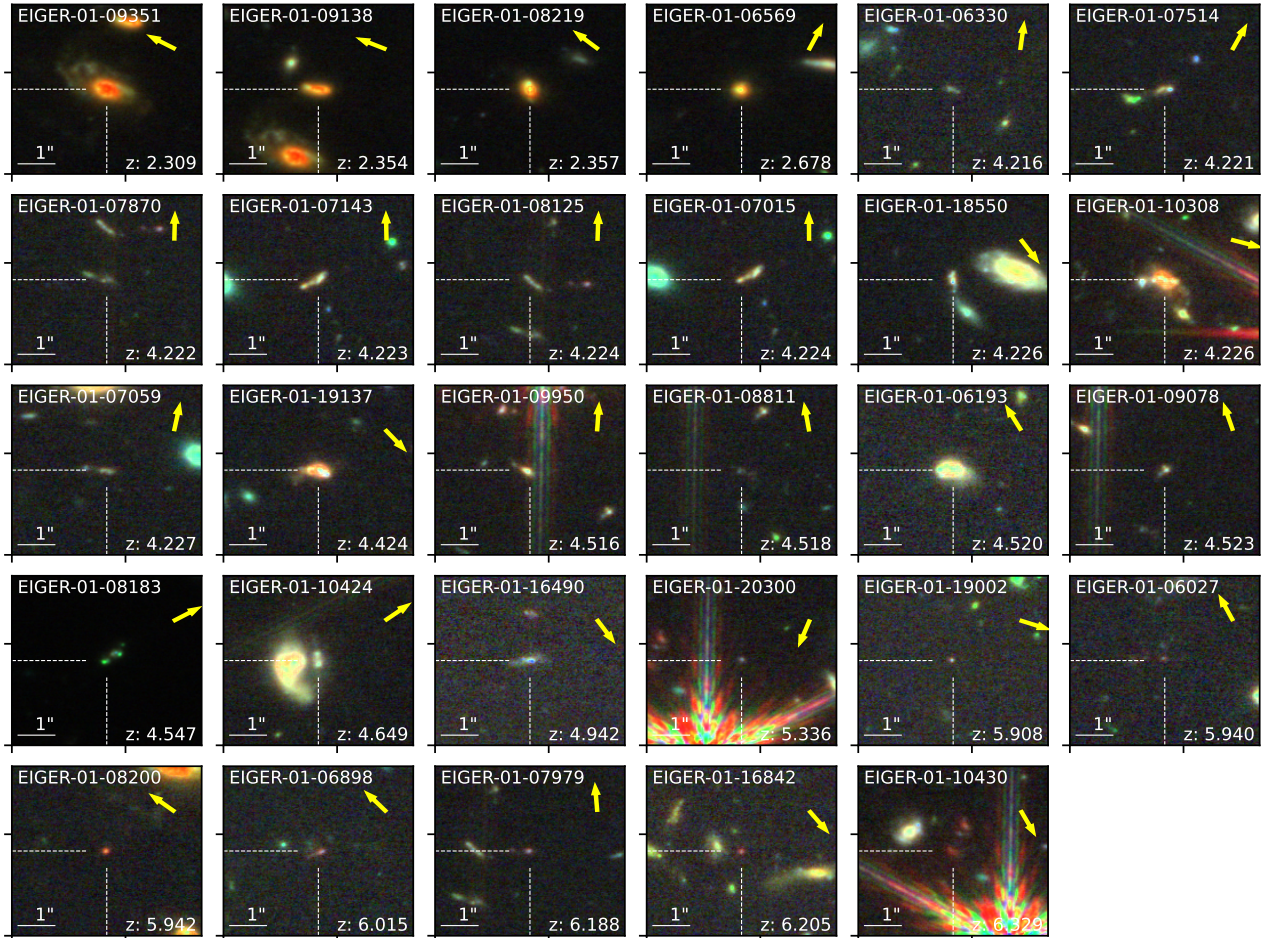 EIGER-01-09351
1"
z: 2.309
EIGER-01-09138
1"
z: 2.354
EIGER-01-08219
1"
z: 2.357
EIGER-01-06569
1"
z: 2.678
EIGER-01-06330
1"
z: 4.216
EIGER-01-07514
1"
z: 4.221
EIGER-01-07870
1"
z: 4.222
EIGER-01-07143
1"
z: 4.223
EIGER-01-08125
1"
z: 4.224
EIGER-01-07015
1"
z: 4.224
EIGER-01-18550
1"
z: 4.226
EIGER-01-10308
1"
z: 4.226
EIGER-01-07059
1"
z: 4.227
EIGER-01-19137
1"
z: 4.424
EIGER-01-09950
1"
z: 4.516
EIGER-01-08811
1"
z: 4.518
EIGER-01-06193
1"
z: 4.520
EIGER-01-09078
1"
z: 4.523
EIGER-01-08183
1"
z: 4.547
EIGER-01-10424
1"
z: 4.649
EIGER-01-16490
1"
z: 4.942
EIGER-01-20300
1"
z: 5.336
EIGER-01-19002
1"
z: 5.908
EIGER-01-06027
1"
z: 5.940
EIGER-01-08200
1"
z: 5.942
EIGER-01-06898
1"
z: 6.015
EIGER-01-07979
1"
z: 6.188
EIGER-01-16842
1"
z: 6.205
EIGER-01-10430
1"
z: 6.329